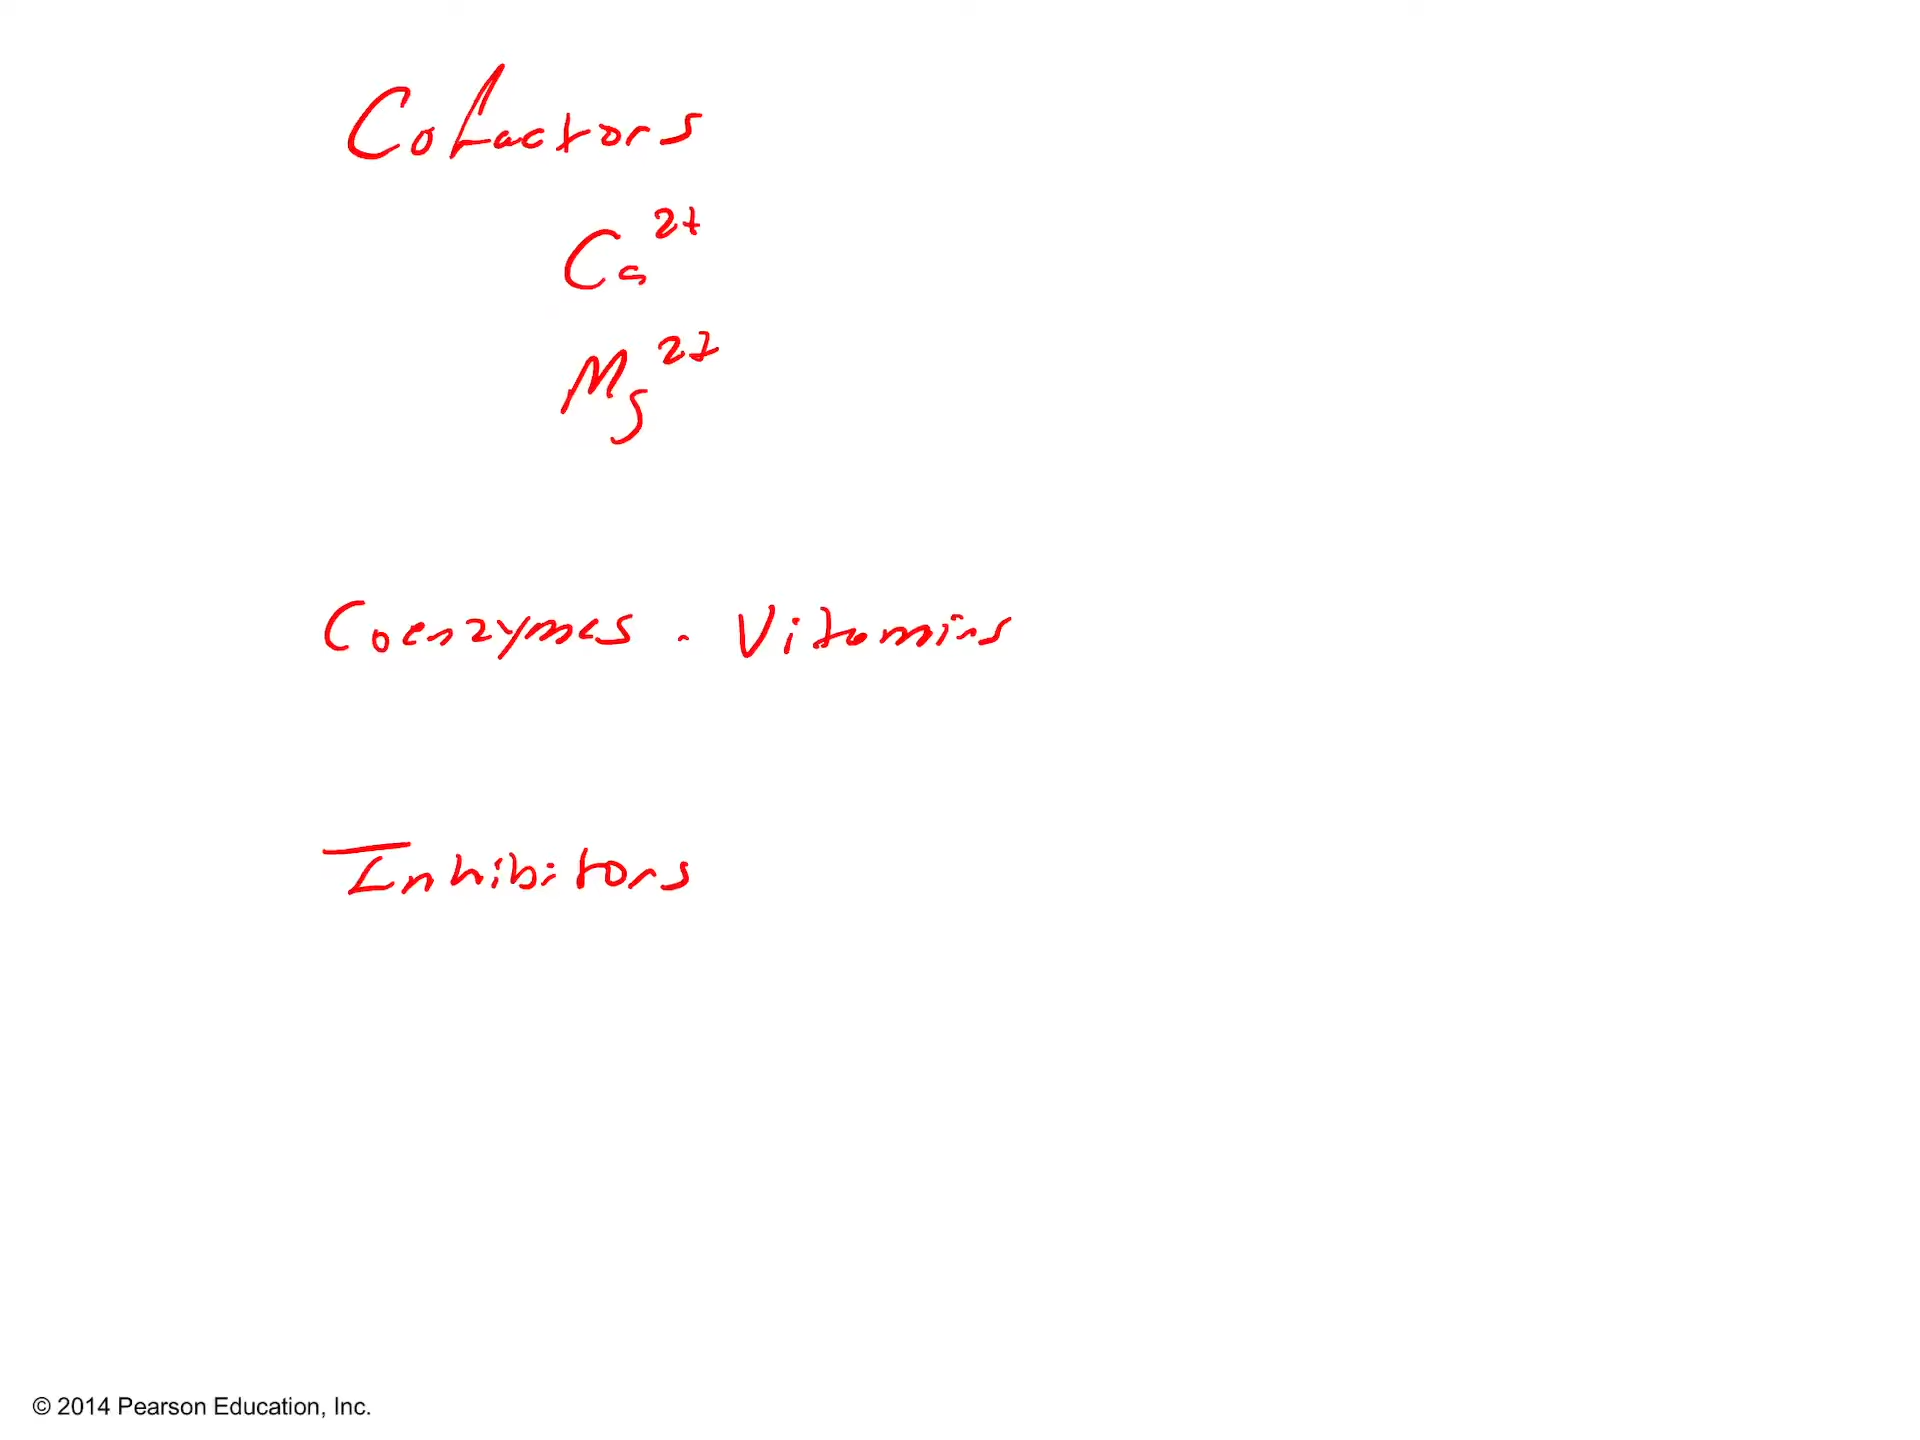 Cofactors
Ca²⁺
Mg²⁺
Coenzymes - Vitamins
Inhibitors
© 2014 Pearson Education, Inc.